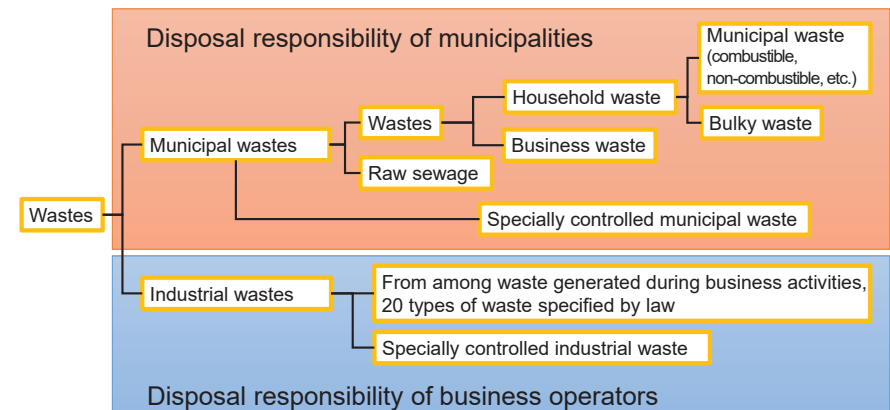 Disposal responsibility of municipalities
Municipal waste
(combustible,
non-combustible, etc.)
Household waste
Wastes
Bulky waste
Municipal wastes
Business waste
Raw sewage
Wastes
Specially controlled municipal waste
Industrial wastes
From among waste generated during business activities,
20 types of waste specified by law
Specially controlled industrial waste
Disposal responsibility of business operators